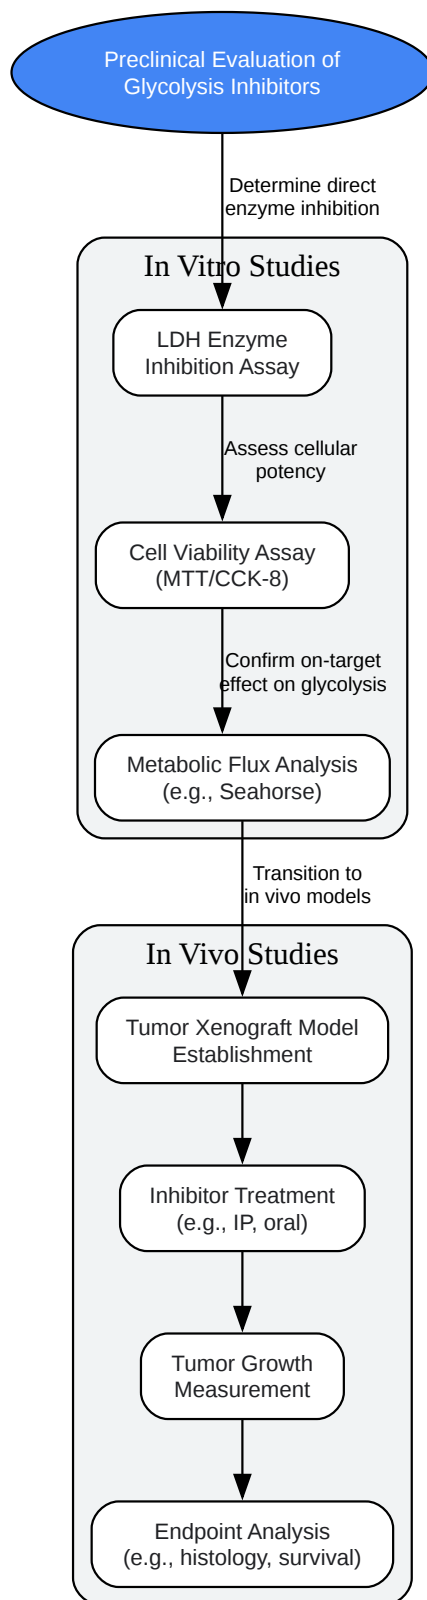 Preclinical Evaluation of
Glycolysis Inhibitors
Determine direct
enzyme inhibition
In Vitro Studies
LDH Enzyme
Inhibition Assay
Assess cellular
potency
Cell Viability Assay
(MTT/CCK-8)
Confirm on-target
effect on glycolysis
Metabolic Flux Analysis
(e.g., Seahorse)
Transition to
in vivo models
In Vivo Studies
Tumor Xenograft Model
Establishment
Inhibitor Treatment
(e.g., IP, oral)
Tumor Growth
Measurement
Endpoint Analysis
(e.g., histology, survival)